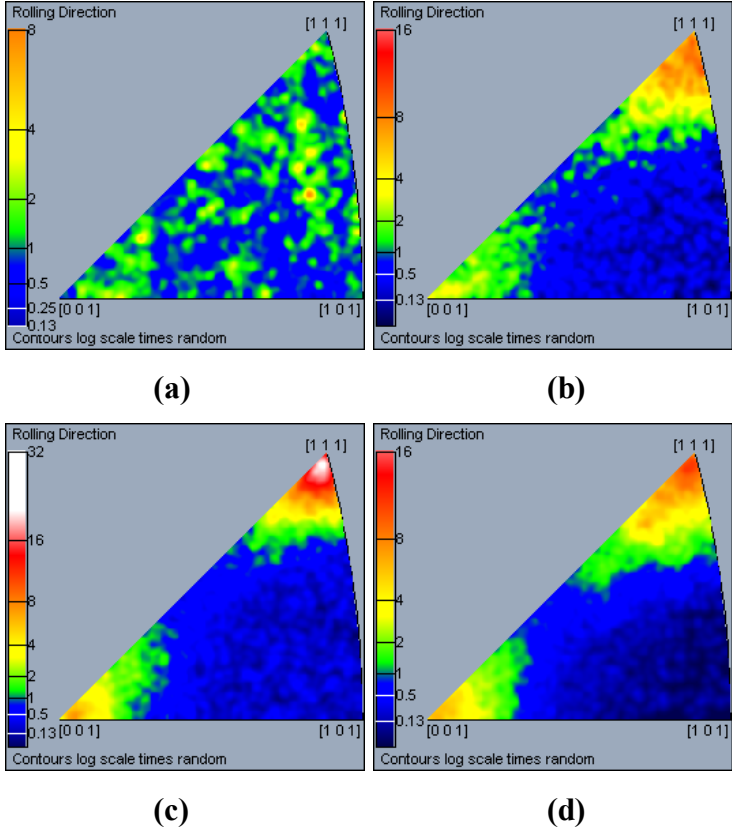 Rolling Direction
[1 1 1]
8
4
2
1
0.5
0.25
0.13
[0 0 1]
[1 0 1]
Contours log scale times random
(a)
Rolling Direction
[1 1 1]
16
8
4
2
1
0.5
0.13
[0 0 1]
[1 0 1]
Contours log scale times random
(b)
Rolling Direction
[1 1 1]
32
16
8
4
2
1
0.5
0.13
[0 0 1]
[1 0 1]
Contours log scale times random
(c)
Rolling Direction
[1 1 1]
16
8
4
2
1
0.5
0.13
[0 0 1]
[1 0 1]
Contours log scale times random
(d)